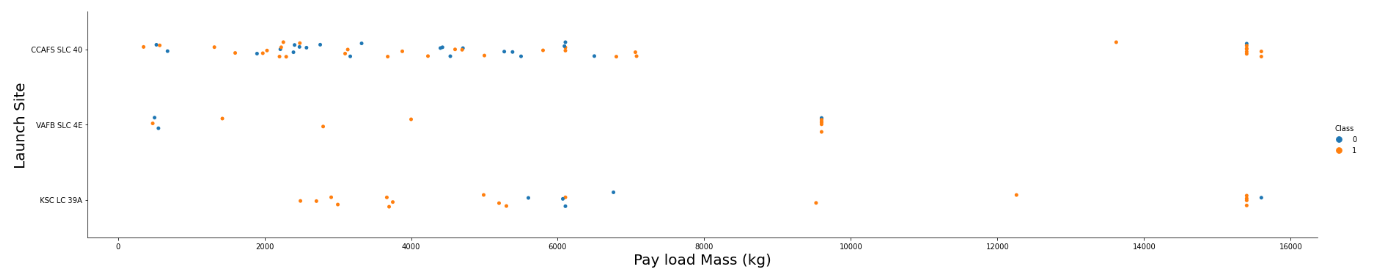 Launch Site
CCAFS SLC 40
VAFB SLC 4E
KSC LC 39A
0 2000 4000 6000 8000 10000 12000 14000 16000
Pay load Mass (kg)
Class
0
1